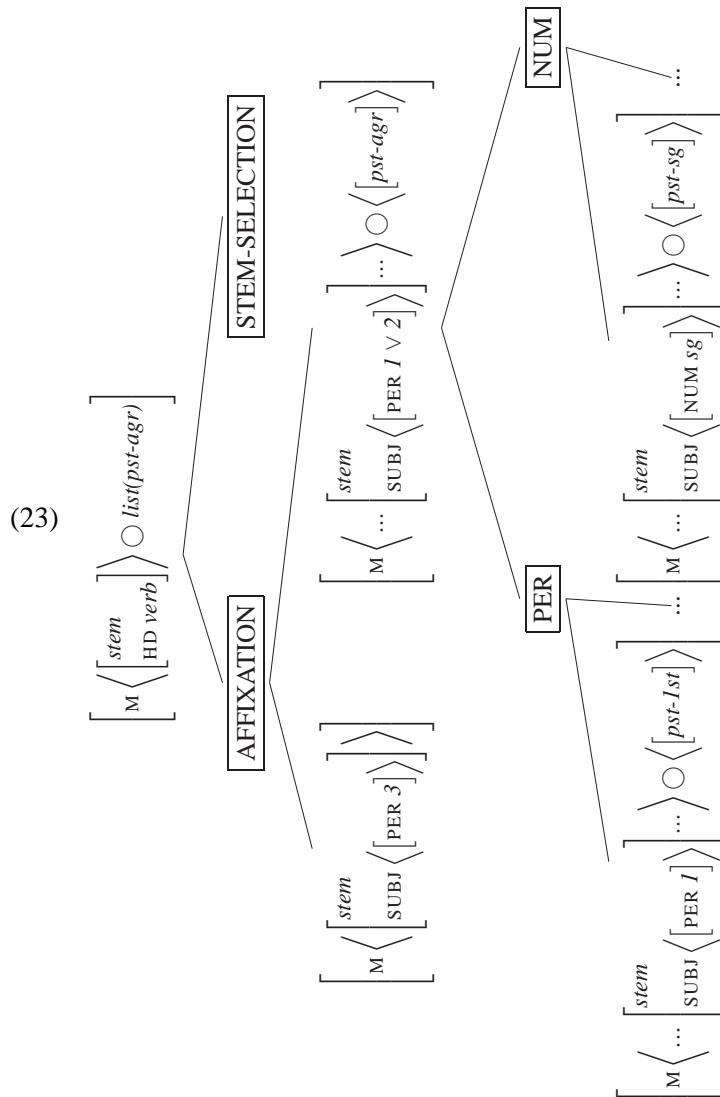 (23)
stem
[M ⟨[HD verb]⟩ ○ list(pst-agr)]
AFFIXATION STEM-SELECTION
stem stem
[M ⟨[SUBJ ⟨[PER 3]⟩]⟩] [M ⟨... [SUBJ ⟨[PER 1 ∨ 2]⟩] ...⟩ ○ ⟨[pst-agr]⟩]
PER NUM
stem stem
[M ⟨... [SUBJ ⟨[PER 1]⟩] ...⟩ ○ ⟨[pst-1st]⟩] ... [M ⟨... [SUBJ ⟨[NUM sg]⟩] ...⟩ ○ ⟨[pst-sg]⟩] ...